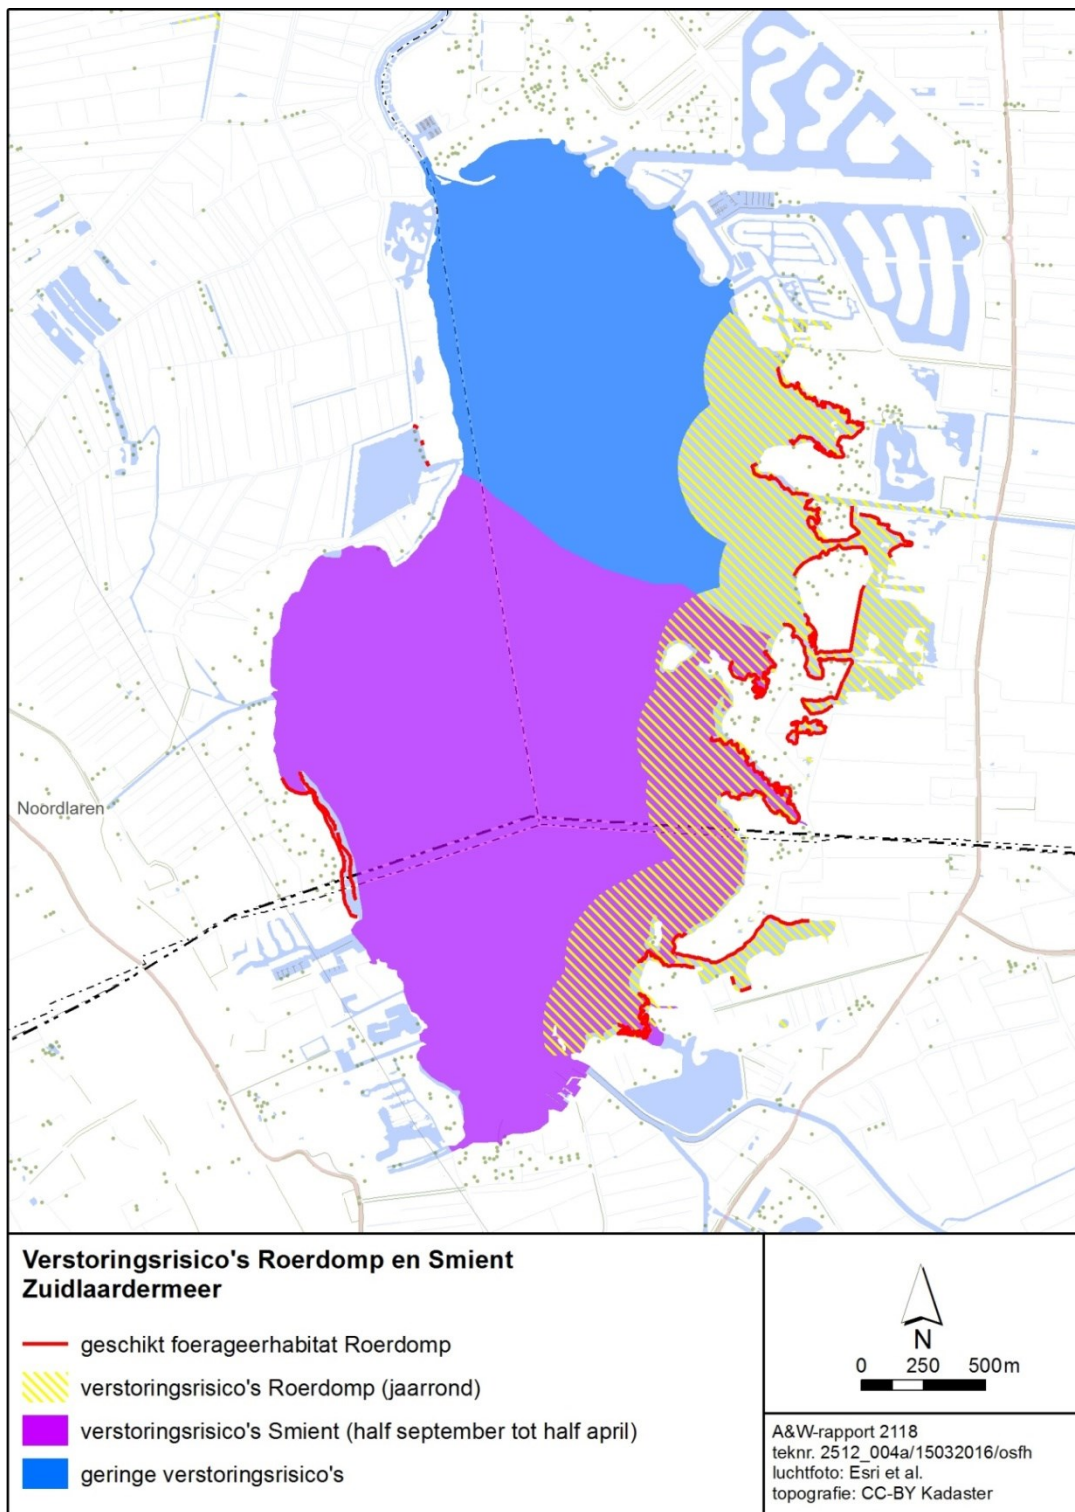 Noordlaren
Verstoringsrisico's Roerdomp en Smient
Zuidlaardermeer
geschikt foerageerhabitat Roerdomp
verstoringsrisico's Roerdomp (jaarrond)
verstoringsrisico's Smient (half september tot half april)
geringe verstoringsrisico's
N
0 250 500m
A&W-rapport 2118
teknr. 2512_004a/15032016/osfh
luchtfoto: Esri et al.
topografie: CC-BY Kadaster